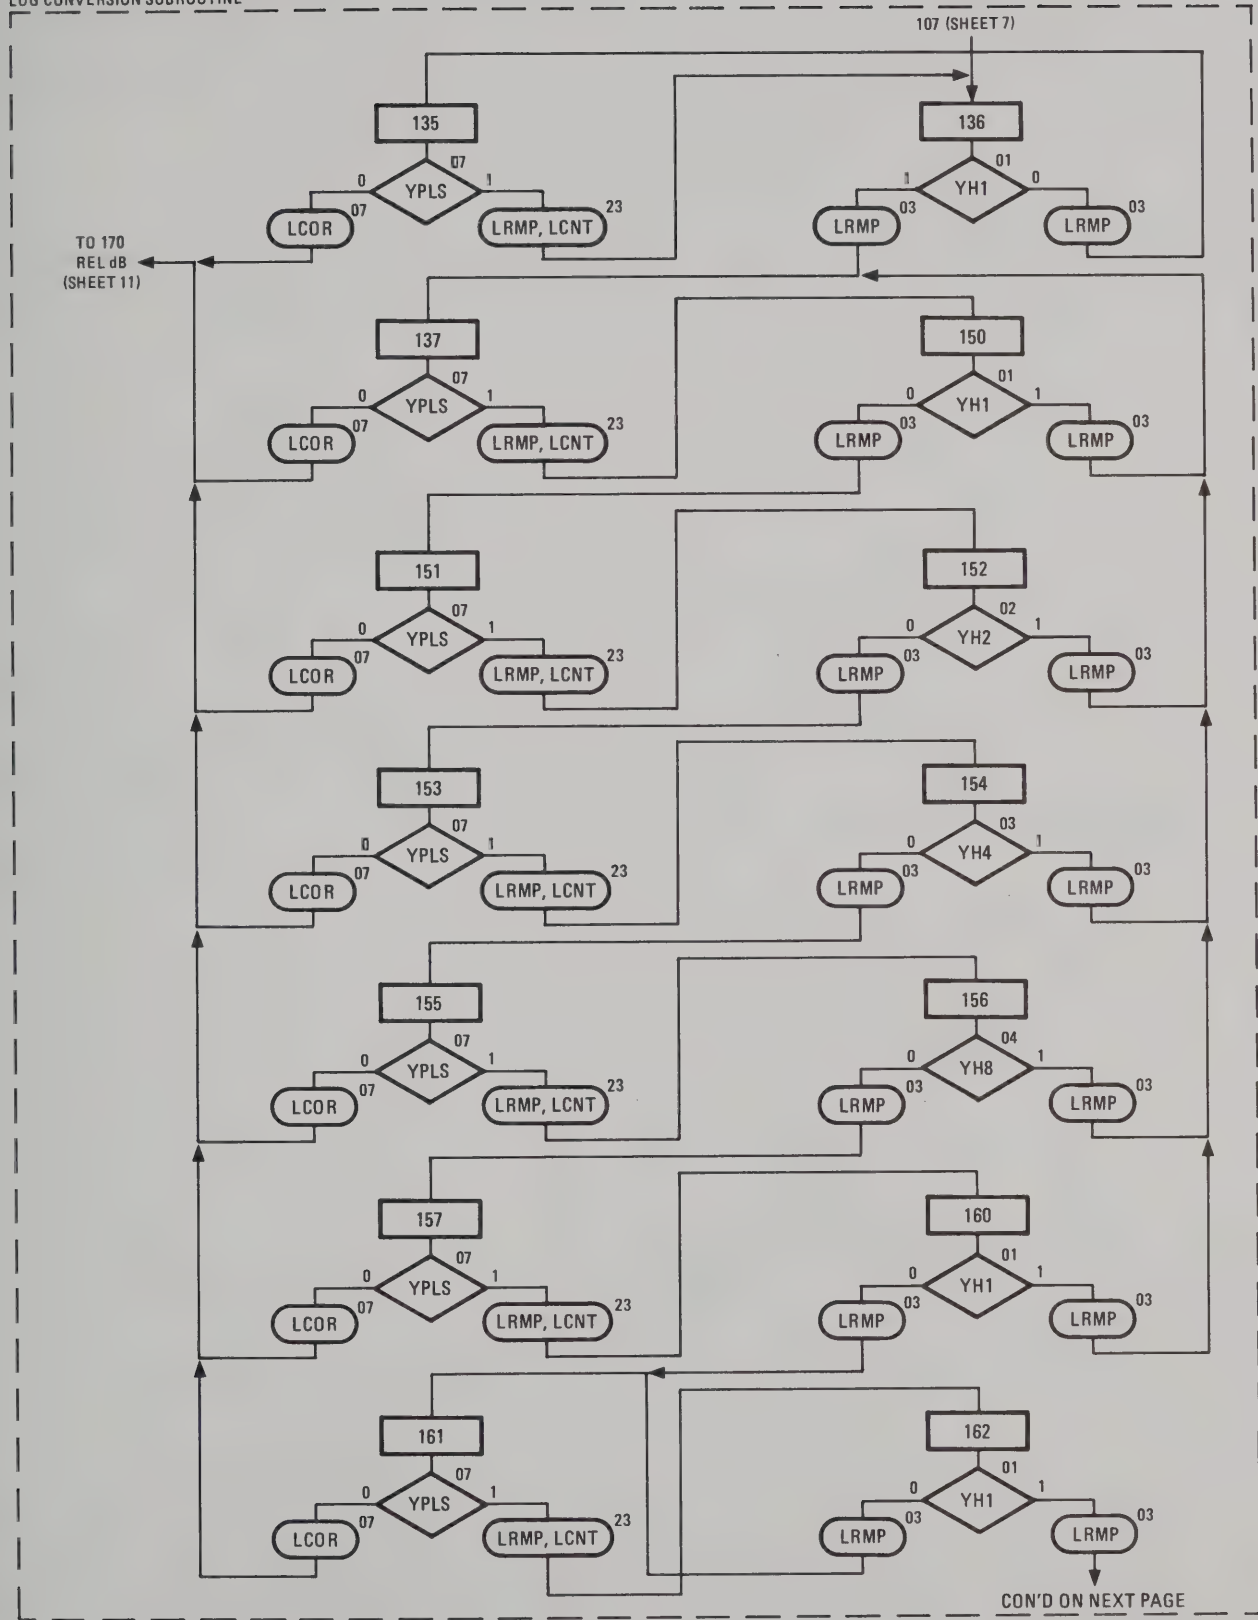 LOG CONVERSION SUBROUTINE
107 (SHEET 7)
135
136
07
YPLS
0
1
01
YH1
1
0
07
LCOR
23
LRMP, LCNT
03
LRMP
03
LRMP
TO 170
REL dB
(SHEET 11)
137
150
07
YPLS
0
1
01
YH1
0
1
07
LCOR
23
LRMP, LCNT
03
LRMP
03
LRMP
151
152
07
YPLS
0
1
02
YH2
0
1
07
LCOR
23
LRMP, LCNT
03
LRMP
03
LRMP
153
154
07
YPLS
0
1
03
YH4
0
1
07
LCOR
23
LRMP, LCNT
03
LRMP
03
LRMP
155
156
07
YPLS
0
1
04
YH8
0
1
07
LCOR
23
LRMP, LCNT
03
LRMP
03
LRMP
157
160
07
YPLS
0
1
01
YH1
0
1
07
LCOR
23
LRMP, LCNT
03
LRMP
03
LRMP
161
162
07
YPLS
0
1
01
YH1
0
1
07
LCOR
23
LRMP, LCNT
03
LRMP
03
LRMP
CON'D ON NEXT PAGE